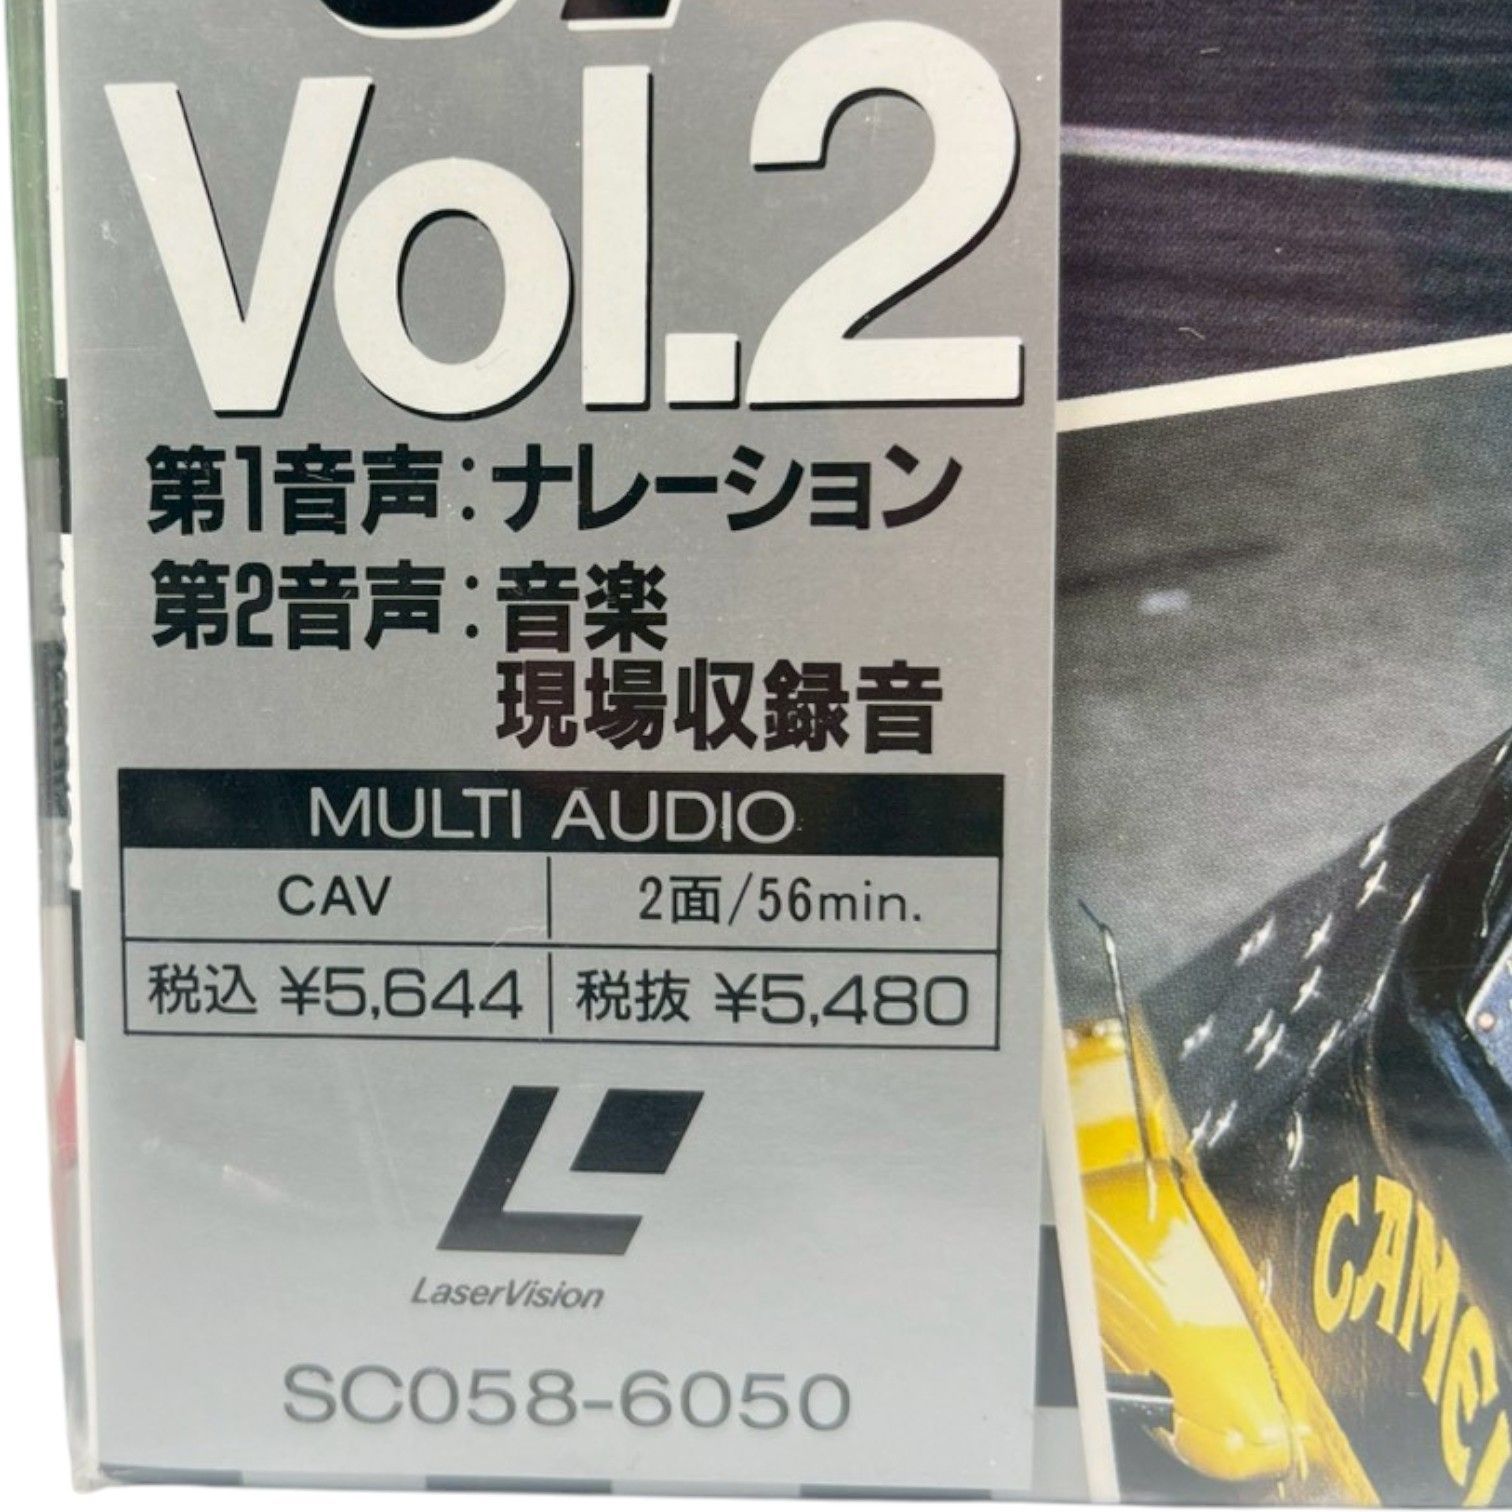 Vol.2
第1音声:ナレーション
第2音声:音楽
現場収録音
MULTI AUDIO
CAV
2面/56min.
税込 ¥5,644
税抜 ¥5,480
LaserVision
SC058-6050
CAMEL